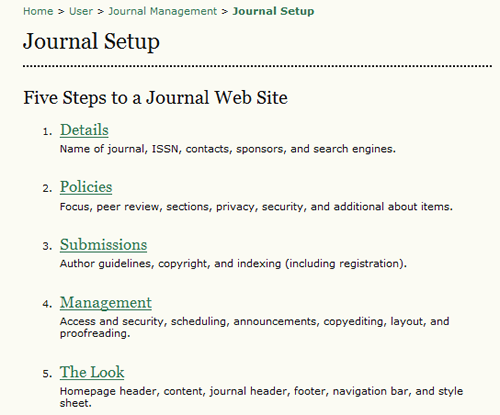 Home > User > Journal Management > Journal Setup
Journal Setup
Five Steps to a Journal Web Site
1. Details
Name of journal, ISSN, contacts, sponsors, and search engines.
2. Policies
Focus, peer review, sections, privacy, security, and additional about items.
3. Submissions
Author guidelines, copyright, and indexing (including registration).
4. Management
Access and security, scheduling, announcements, copyediting, layout, and
proofreading.
5. The Look
Homepage header, content, journal header, footer, navigation bar, and style
sheet.